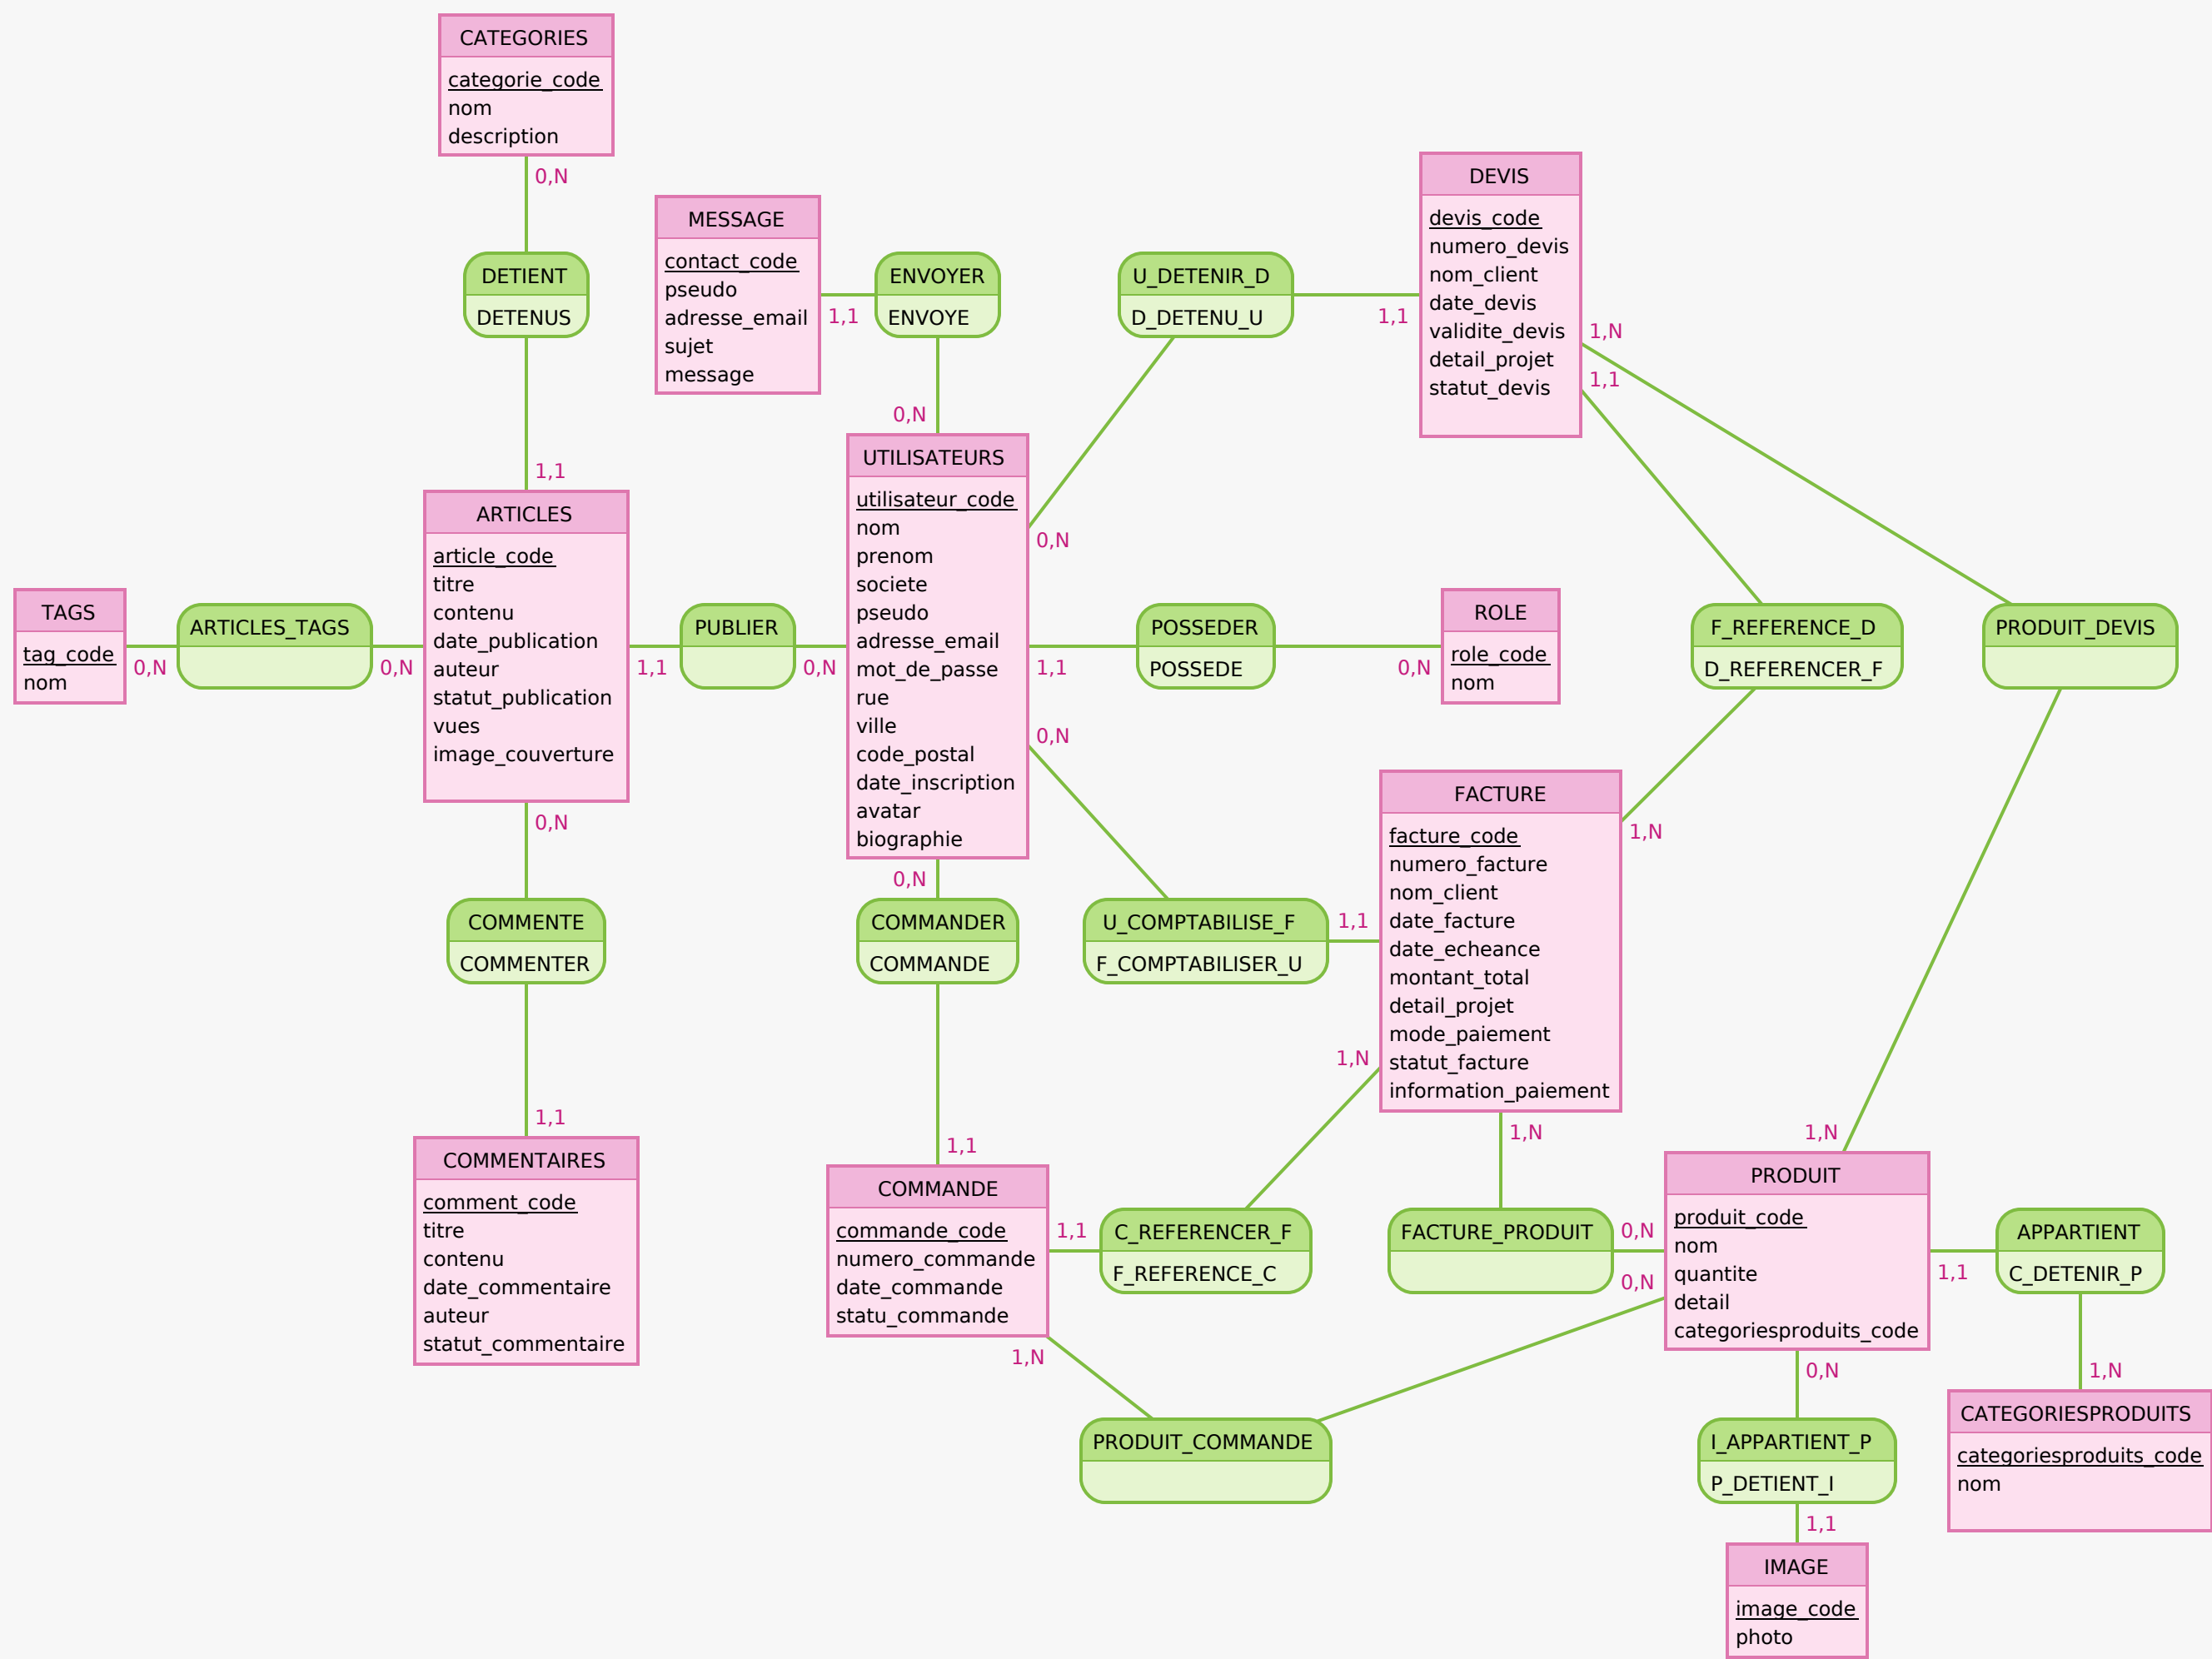 CATEGORIES
categorie_code
nom
description
0,N
DETIENT
DETENUS
1,1
MESSAGE
contact_code
pseudo
adresse_email
sujet
message
1,1
ENVOYER
ENVOYE
0,N
U_DETENIR_D
D_DETENU_U
1,1
0,N
DEVIS
devis_code
numero_devis
nom_client
date_devis
validite_devis
detail_projet
statut_devis
1,N
1,1
TAGS
tag_code
nom
0,N
ARTICLES_TAGS
0,N
ARTICLES
article_code
titre
contenu
date_publication
auteur
statut_publication
vues
image_couverture
1,1
PUBLIER
0,N
UTILISATEURS
utilisateur_code
nom
prenom
societe
pseudo
adresse_email
mot_de_passe
rue
ville
code_postal
date_inscription
avatar
biographie
1,1
POSSEDER
POSSEDE
0,N
ROLE
role_code
nom
F_REFERENCE_D
D_REFERENCER_F
PRODUIT_DEVIS
0,N
0,N
COMMENTE
COMMENTER
1,1
0,N
COMMANDER
COMMANDE
1,1
U_COMPTABILISE_F
F_COMPTABILISER_U
1,1
FACTURE
facture_code
numero_facture
nom_client
date_facture
date_echeance
montant_total
detail_projet
mode_paiement
statut_facture
information_paiement
1,N
1,N
1,N
1,N
COMMENTAIRES
comment_code
titre
contenu
date_commentaire
auteur
statut_commentaire
COMMANDE
commande_code
numero_commande
date_commande
statu_commande
1,1
C_REFERENCER_F
F_REFERENCE_C
FACTURE_PRODUIT
0,N
0,N
PRODUIT
produit_code
nom
quantite
detail
categoriesproduits_code
1,1
APPARTIENT
C_DETENIR_P
1,N
1,N
PRODUIT_COMMANDE
0,N
I_APPARTIENT_P
P_DETIENT_I
1,1
CATEGORIESPRODUITS
categoriesproduits_code
nom
IMAGE
image_code
photo